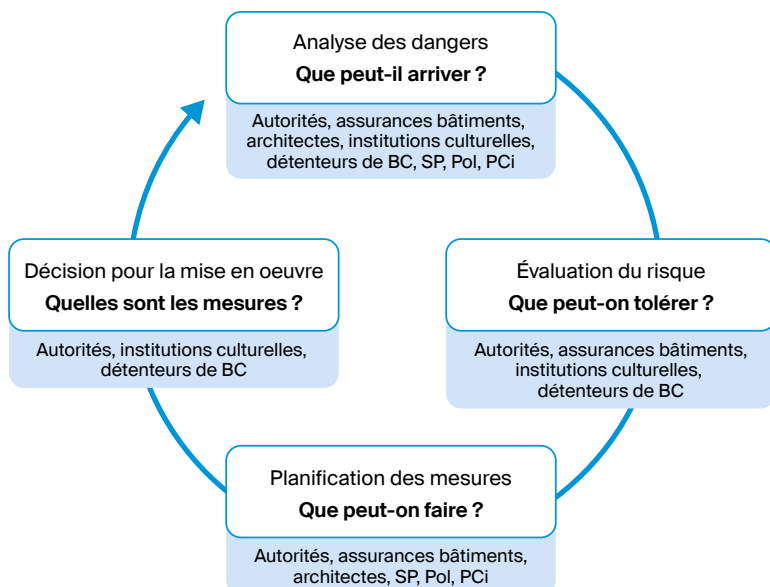 Analyse des dangers
Que peut-il arriver ?
Autorités, assurances bâtiments,
architectes, institutions culturelles,
détenteurs de BC, SP, Pol, PCi
Évaluation du risque
Que peut-on tolérer ?
Autorités, assurances bâtiments,
institutions culturelles,
détenteurs de BC
Planification des mesures
Que peut-on faire ?
Autorités, assurances bâtiments,
architectes, SP, Pol, PCi
Décision pour la mise en oeuvre
Quelles sont les mesures ?
Autorités, institutions culturelles,
détenteurs de BC